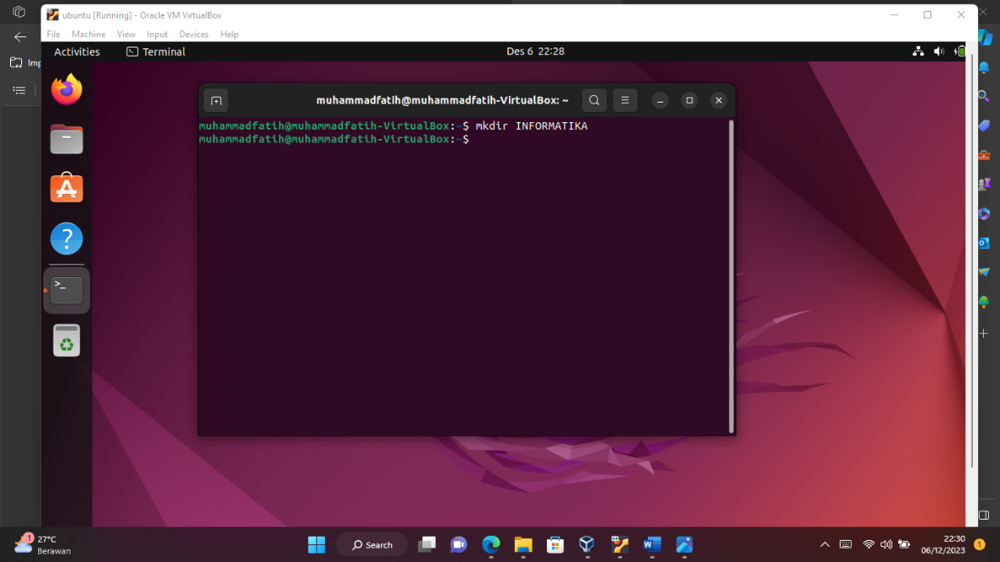 ubuntu [Running] - Oracle VM VirtualBox
File Machine View Input Devices Help
Activities Terminal Des 6 22:28
muhammadfatih@muhammadfatih-VirtualBox: ~
muhammadfatih@muhammadfatih-VirtualBox:~$ mkdir INFORMATIKA
muhammadfatih@muhammadfatih-VirtualBox:~$
Imp
1
27°C
Berawan
Search
22:30
06/12/2023
1